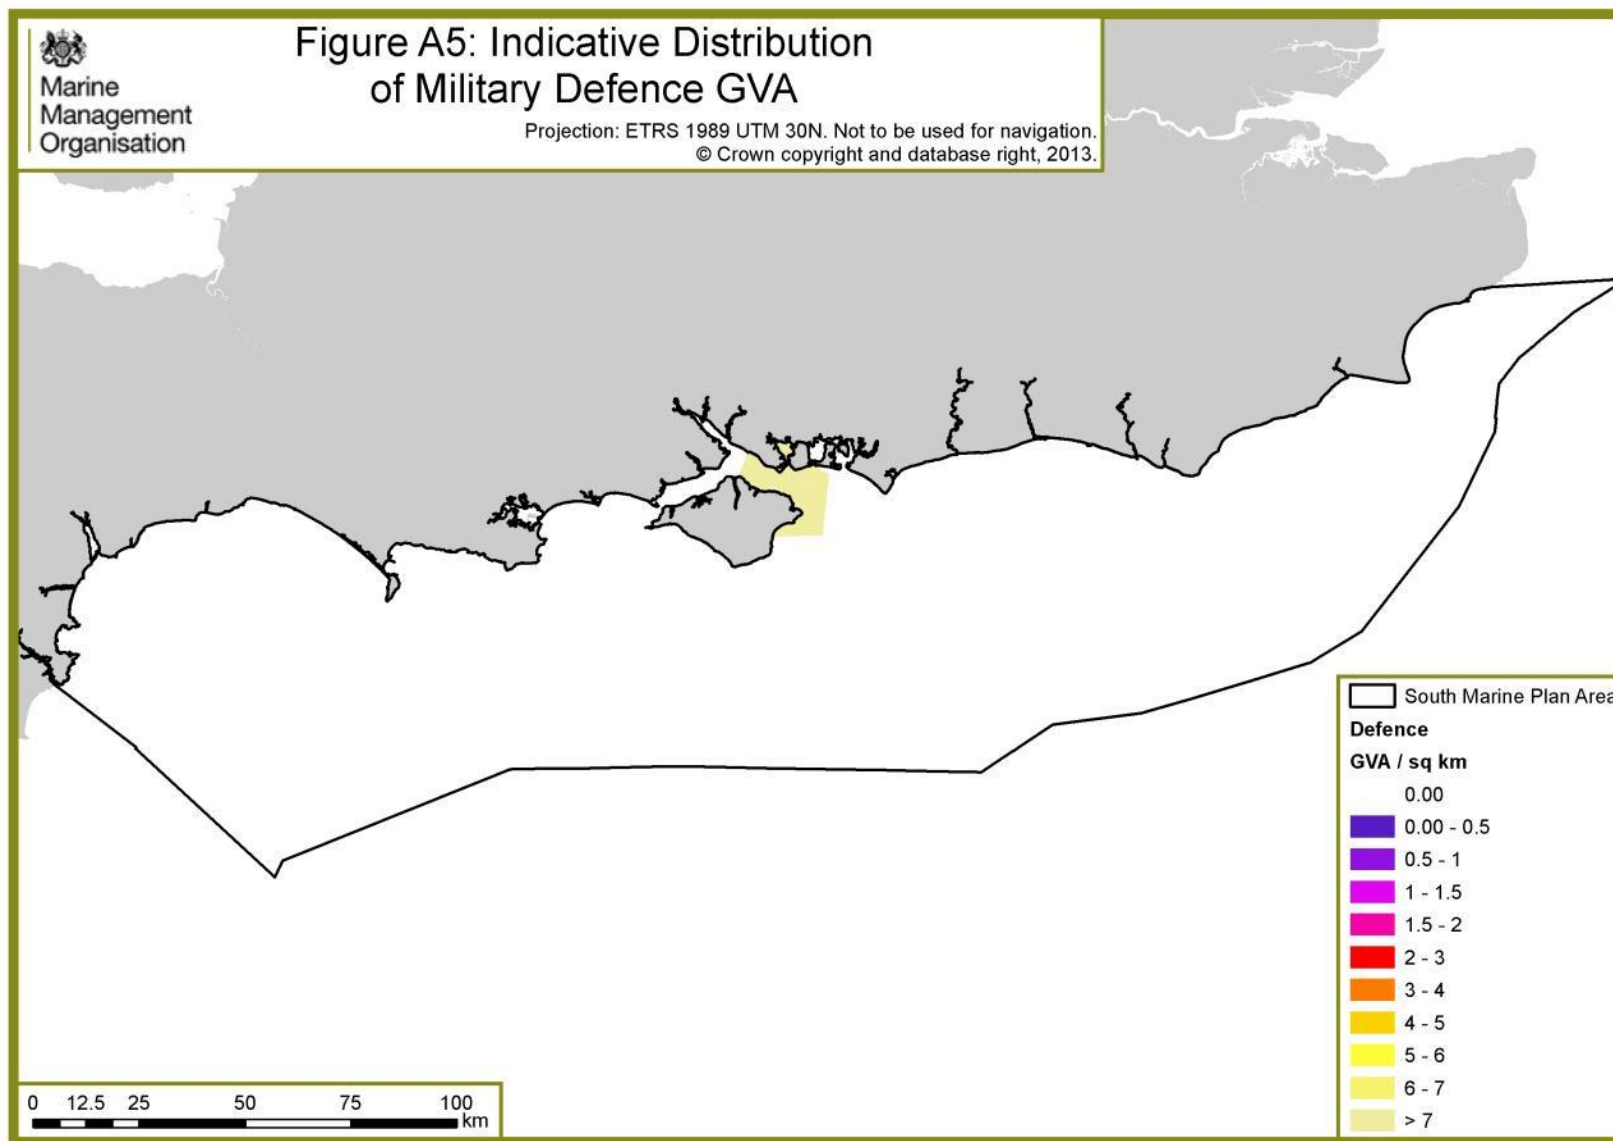 Marine
Management
Organisation
Figure A5: Indicative Distribution
of Military Defence GVA
Projection: ETRS 1989 UTM 30N. Not to be used for navigation.
© Crown copyright and database right, 2013.
South Marine Plan Area
Defence
GVA / sq km
0.00
0.00 - 0.5
0.5 - 1
1 - 1.5
1.5 - 2
2 - 3
3 - 4
4 - 5
5 - 6
6 - 7
> 7
0 12.5 25 50 75 100
km